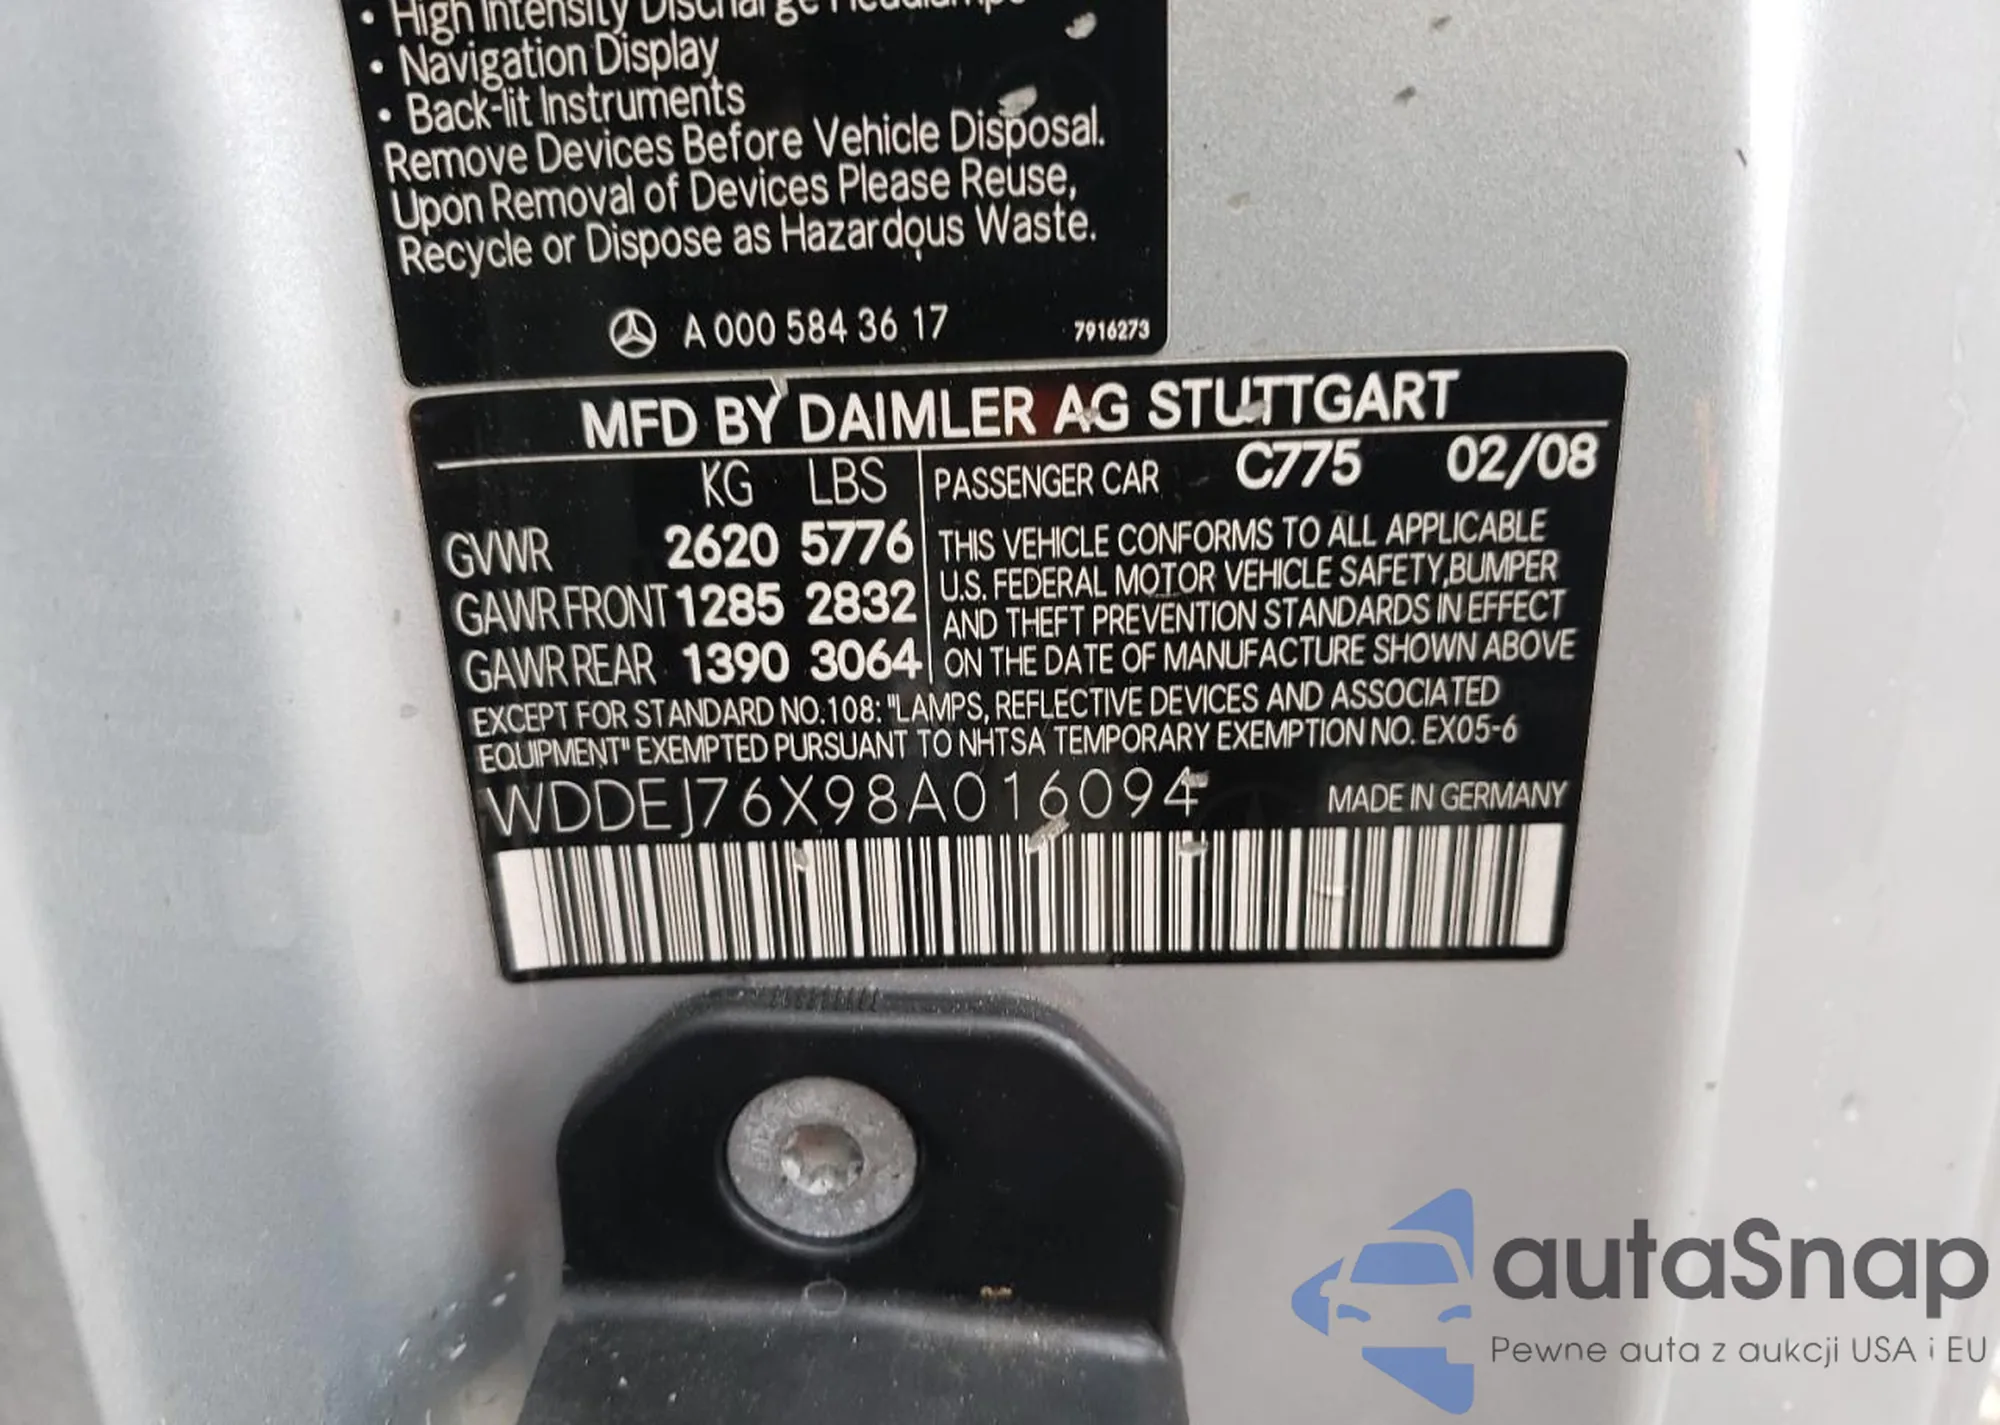 • High Intensity Discharge Headlamps
• Navigation Display
• Back-lit Instruments
Remove Devices Before Vehicle Disposal.
Upon Removal of Devices Please Reuse,
Recycle or Dispose as Hazardous Waste.
A 000 584 36 17 7916273
MFD BY DAIMLER AG STUTTGART
KG LBS PASSENGER CAR C775 02/08
GVWR 2620 5776
GAWR FRONT 1285 2832
GAWR REAR 1390 3064
THIS VEHICLE CONFORMS TO ALL APPLICABLE
U.S. FEDERAL MOTOR VEHICLE SAFETY,BUMPER
AND THEFT PREVENTION STANDARDS IN EFFECT
ON THE DATE OF MANUFACTURE SHOWN ABOVE
EXCEPT FOR STANDARD NO.108: "LAMPS, REFLECTIVE DEVICES AND ASSOCIATED
EQUIPMENT" EXEMPTED PURSUANT TO NHTSA TEMPORARY EXEMPTION NO. EX05-6
WDDEJ76X98A016094 MADE IN GERMANY
autaSnap
Pewne auta z aukcji USA i EU